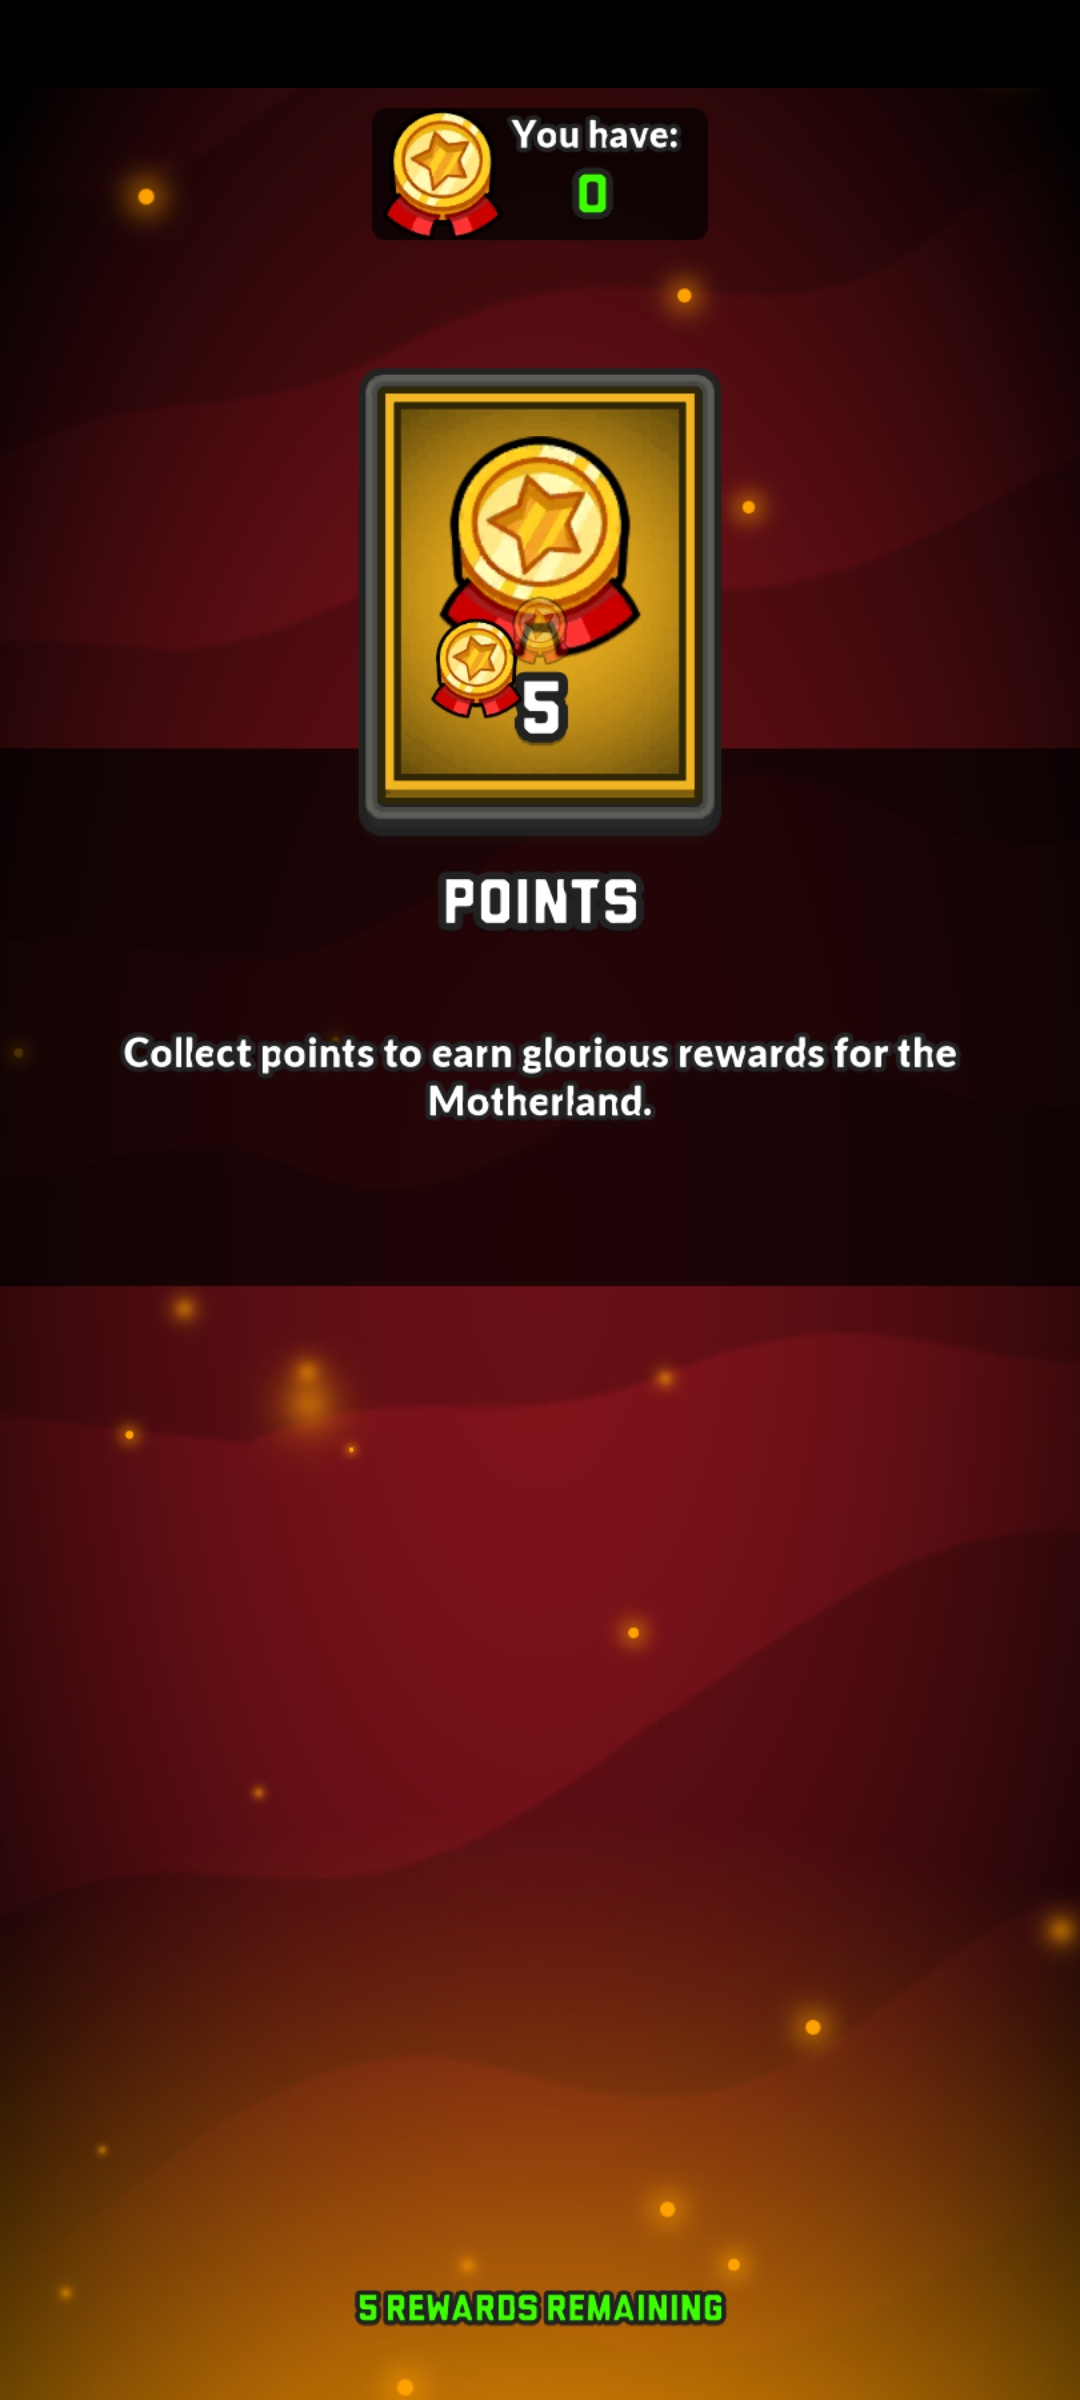 You have:
0
5
POINTS
Collect points to earn glorious rewards for the
Motherland.
5 REWARDS REMAINING